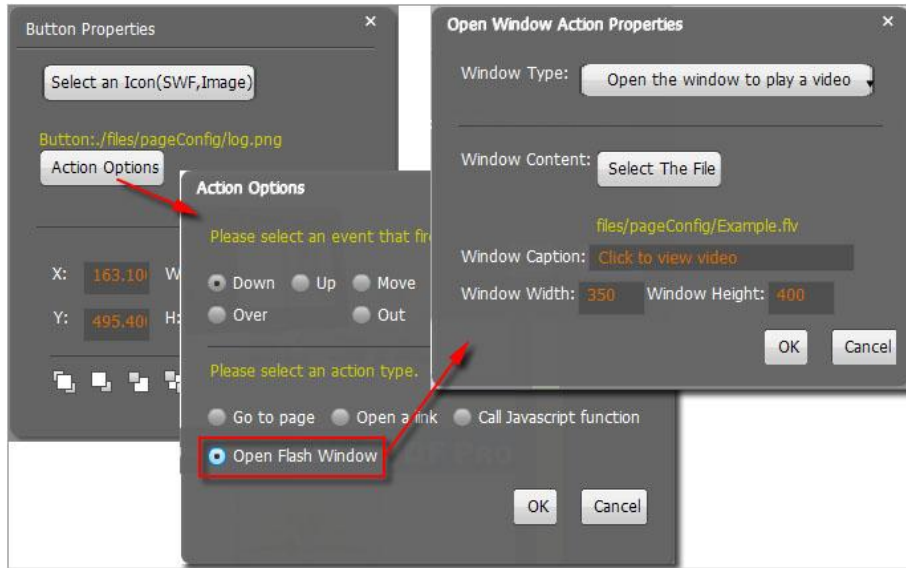 Button Properties
Select an Icon(SWF,Image)
Button:./files/pageConfig/log.png
Action Options
X: 163.10 W
Y: 495.40 H:
Action Options
Please select an event that fir
Down Up Move
Over Out
Please select an action type.
Go to page Open a link Call Javascript function
Open Flash Window
OK Cancel
Open Window Action Properties
Window Type: Open the window to play a video
Window Content: Select The File
files/pageConfig/Example.flv
Window Caption: Click to view video
Window Width: 350 Window Height: 400
OK Cancel